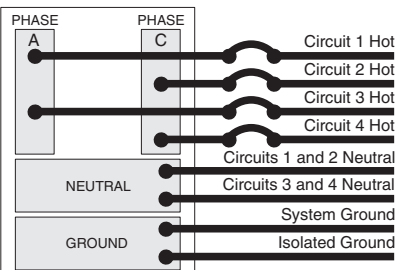 PHASE PHASE
A C
Circuit 1 Hot
Circuit 2 Hot
Circuit 3 Hot
Circuit 4 Hot
Circuits 1 and 2 Neutral
NEUTRAL
Circuits 3 and 4 Neutral
System Ground
GROUND
Isolated Ground